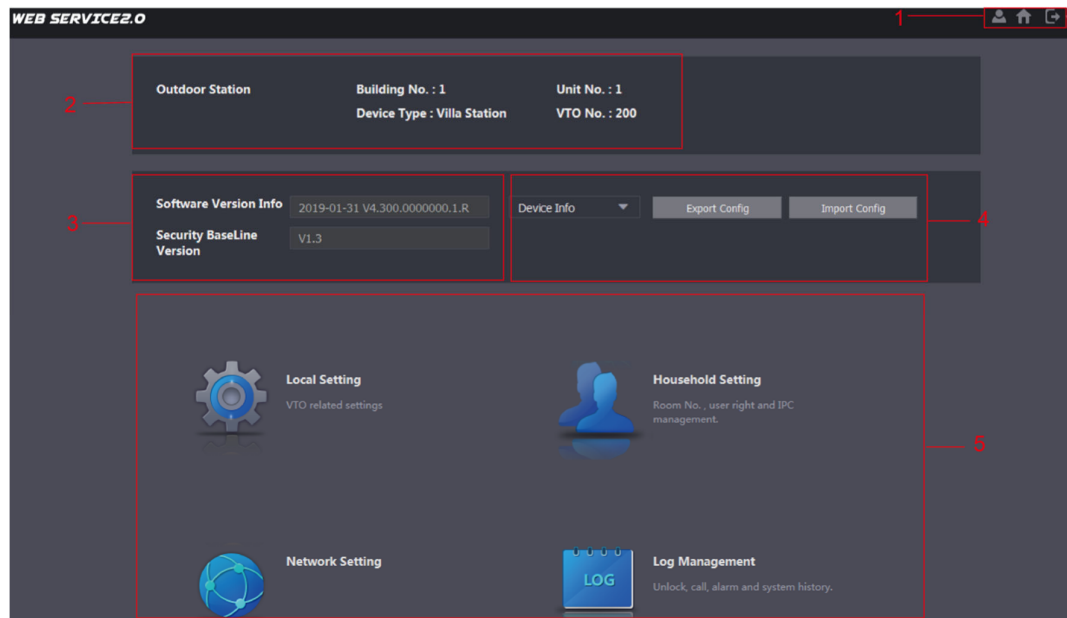 WEB SERVICE2.0
1
2
Outdoor Station
Building No. : 1
Unit No. : 1
Device Type : Villa Station
VTO No. : 200
3
Software Version Info
2019-01-31 V4.300.0000000.1.R
Security BaseLine
Version
V1.3
Device Info
Export Config
Import Config
4
Local Setting
VTO related settings
Household Setting
Room No. , user right and IPC
management.
5
Network Setting
LOG
Log Management
Unlock, call, alarm and system history.